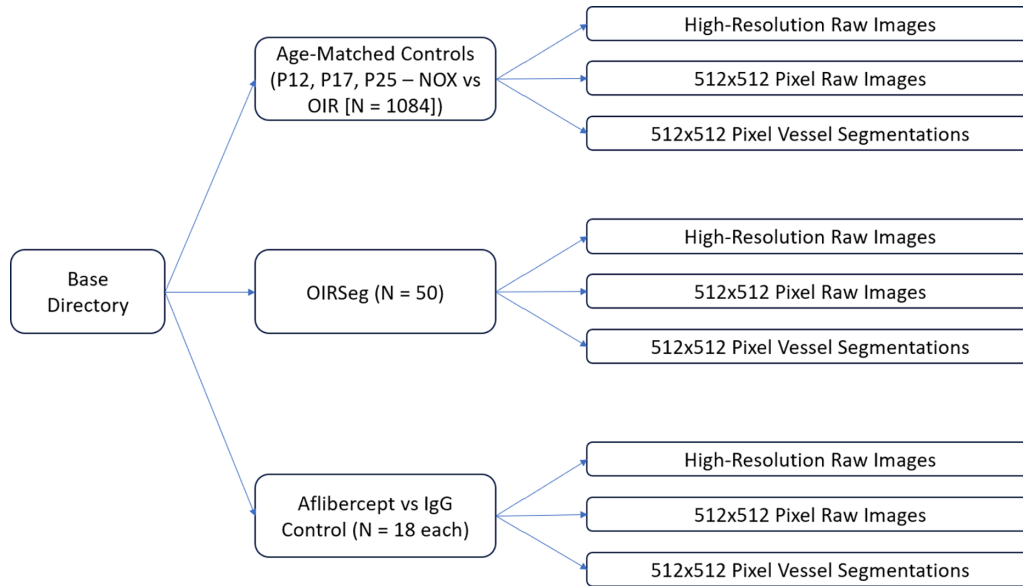 Base
Directory
Age-Matched Controls
(P12, P17, P25 – NOX vs
OIR [N = 1084])
High-Resolution Raw Images
512x512 Pixel Raw Images
512x512 Pixel Vessel Segmentations
OIRSeg (N = 50)
High-Resolution Raw Images
512x512 Pixel Raw Images
512x512 Pixel Vessel Segmentations
Aflibercept vs IgG
Control (N = 18 each)
High-Resolution Raw Images
512x512 Pixel Raw Images
512x512 Pixel Vessel Segmentations